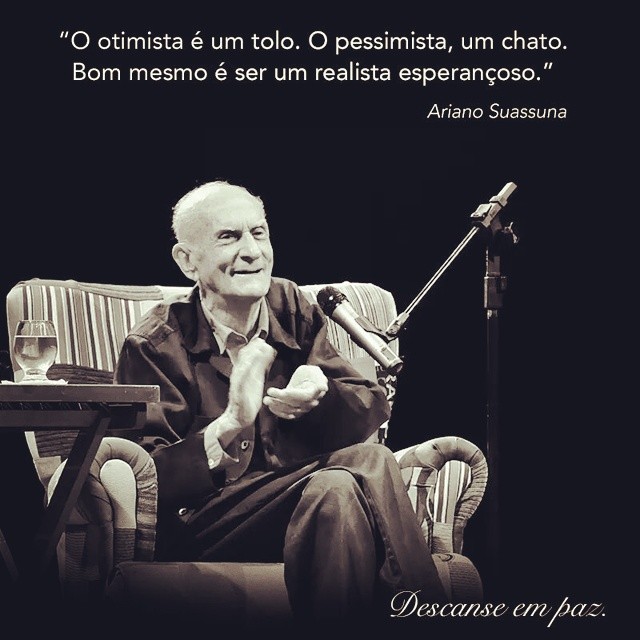 “O otimista é um tolo. O pessimista, um chato.
Bom mesmo é ser um realista esperançoso.”
Ariano Suassuna
Descanse em paz.